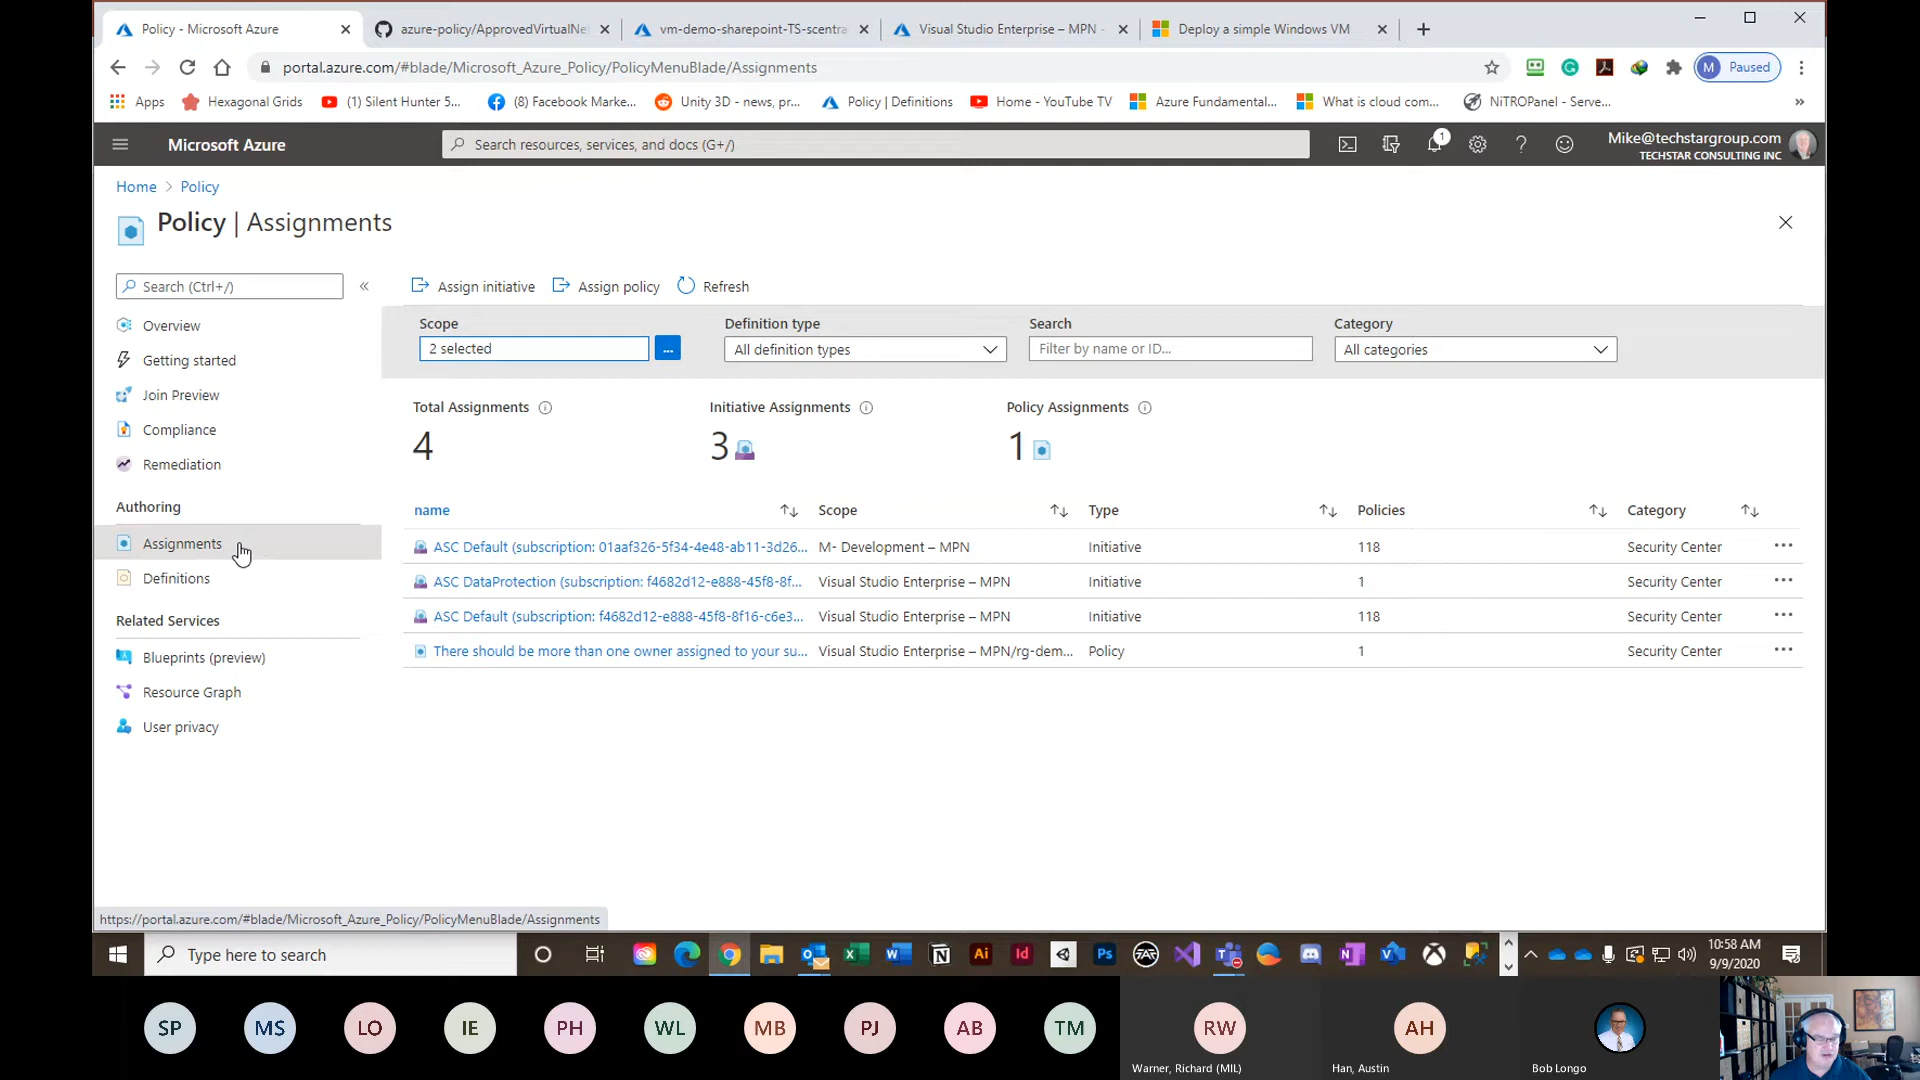 Policy - Microsoft Azure
azure-policy/ApprovedVirtualNe
vm-demo-sharepoint-TS-scentra
Visual Studio Enterprise – MPN -
Deploy a simple Windows VM
portal.azure.com/#blade/Microsoft_Azure_Policy/PolicyMenuBlade/Assignments
M Paused
Apps
Hexagonal Grids
(1) Silent Hunter 5...
(8) Facebook Marke...
Unity 3D - news, pr...
Policy | Definitions
Home - YouTube TV
Azure Fundamental...
What is cloud com...
NiTROPanel - Serve...
»
Microsoft Azure
Search resources, services, and docs (G+/)
1
Mike@techstargroup.com
TECHSTAR CONSULTING INC
Home > Policy
Policy | Assignments
Search (Ctrl+/)
«
Overview
Getting started
Join Preview
Compliance
Remediation
Authoring
Assignments
Definitions
Related Services
Blueprints (preview)
Resource Graph
User privacy
Assign initiative
Assign policy
Refresh
Scope
2 selected
...
Definition type
All definition types
Search
Filter by name or ID...
Category
All categories
Total Assignments
4
Initiative Assignments
3
Policy Assignments
1
name Scope Type Policies Category
ASC Default (subscription: 01aaf326-5f34-4e48-ab11-3d26... M- Development – MPN Initiative 118 Security Center ...
ASC DataProtection (subscription: f4682d12-e888-45f8-8f... Visual Studio Enterprise – MPN Initiative 1 Security Center ...
ASC Default (subscription: f4682d12-e888-45f8-8f16-c6e3... Visual Studio Enterprise – MPN Initiative 118 Security Center ...
There should be more than one owner assigned to your su... Visual Studio Enterprise – MPN/rg-dem... Policy 1 Security Center ...
https://portal.azure.com/#blade/Microsoft_Azure_Policy/PolicyMenuBlade/Assignments
Type here to search
Ai
Id
Ps
10:58 AM
9/9/2020
SP
MS
LO
IE
PH
WL
MB
PJ
AB
TM
RW
AH
Warner, Richard (MIL)
Han, Austin
Bob Longo